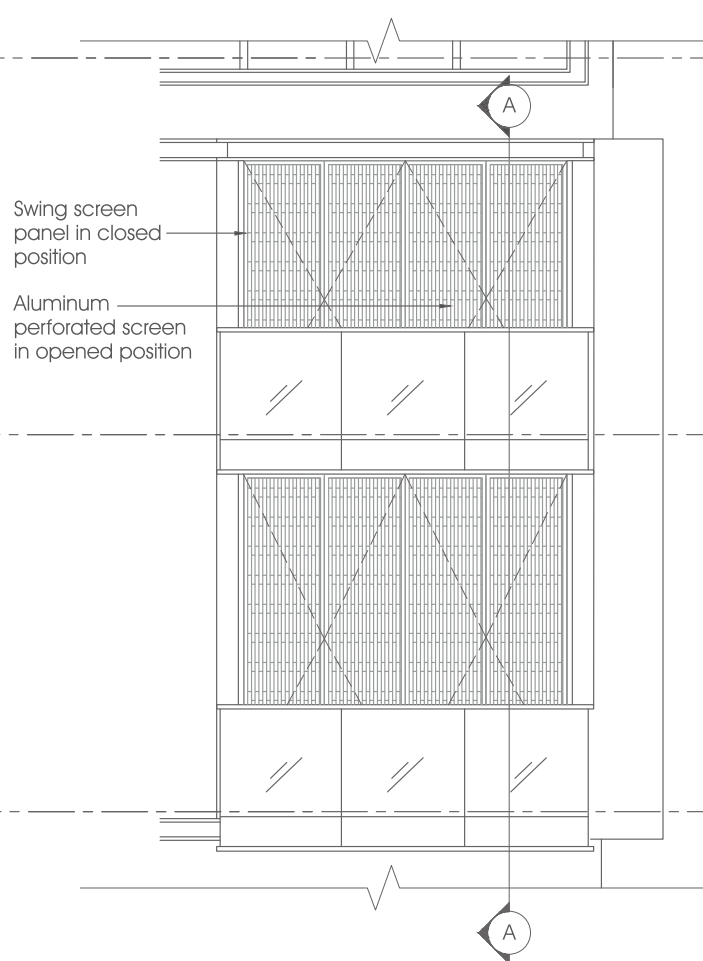 A
Swing screen
panel in closed
position
Aluminum
perforated screen
in opened position
A